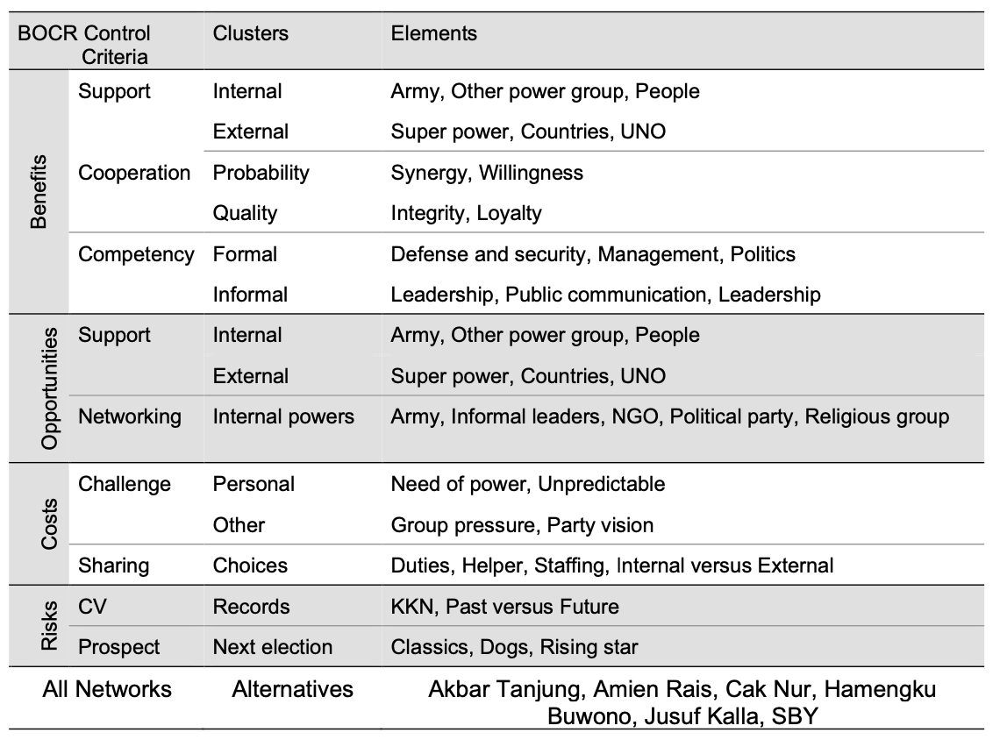 BOCR Control Criteria Clusters Elements
Benefits
Support Internal Army, Other power group, People
External Super power, Countries, UNO
Cooperation Probability Synergy, Willingness
Quality Integrity, Loyalty
Competency Formal Defense and security, Management, Politics
Informal Leadership, Public communication, Leadership
Opportunities
Support Internal Army, Other power group, People
External Super power, Countries, UNO
Networking Internal powers Army, Informal leaders, NGO, Political party, Religious group
Costs
Challenge Personal Need of power, Unpredictable
Other Group pressure, Party vision
Sharing Choices Duties, Helper, Staffing, Internal versus External
Risks
CV Records KKN, Past versus Future
Prospect Next election Classics, Dogs, Rising star
All Networks Alternatives Akbar Tanjung, Amien Rais, Cak Nur, Hamengku
Buwono, Jusuf Kalla, SBY